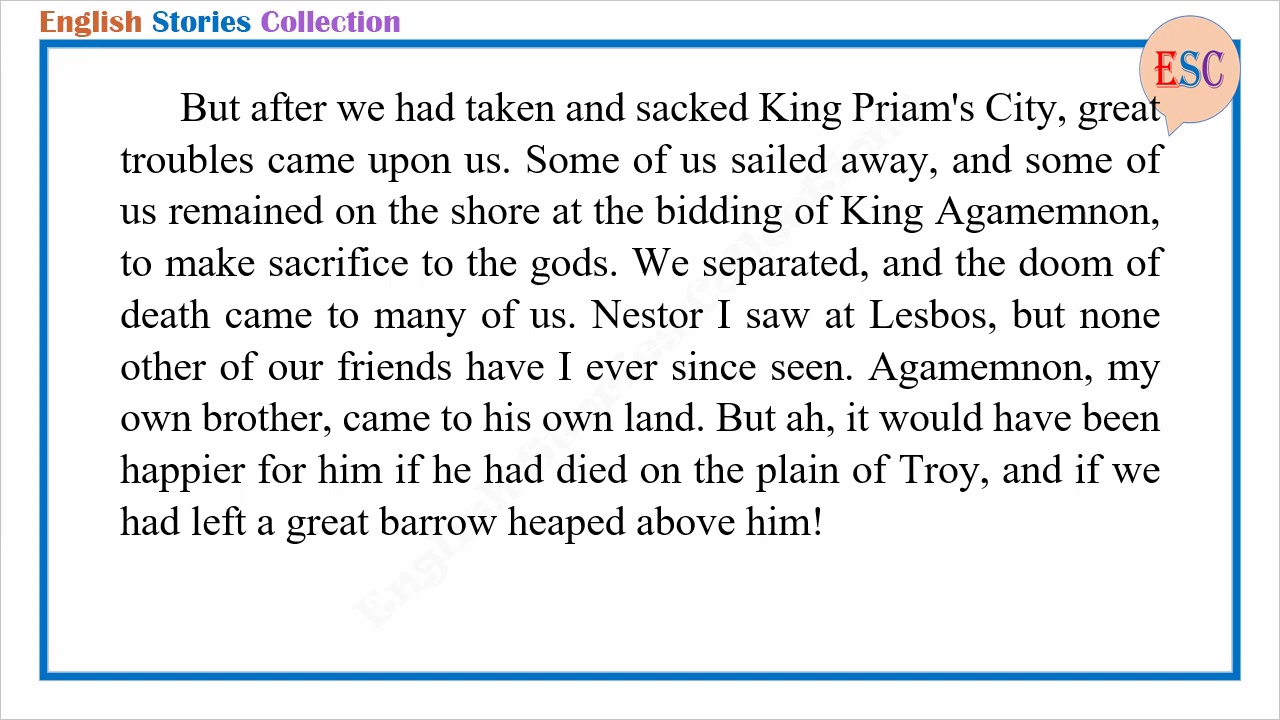 English Stories Collection
ESC
But after we had taken and sacked King Priam's City, great
troubles came upon us. Some of us sailed away, and some of
us remained on the shore at the bidding of King Agamemnon,
to make sacrifice to the gods. We separated, and the doom of
death came to many of us. Nestor I saw at Lesbos, but none
other of our friends have I ever since seen. Agamemnon, my
own brother, came to his own land. But ah, it would have been
happier for him if he had died on the plain of Troy, and if we
had left a great barrow heaped above him!
English Stories Collection